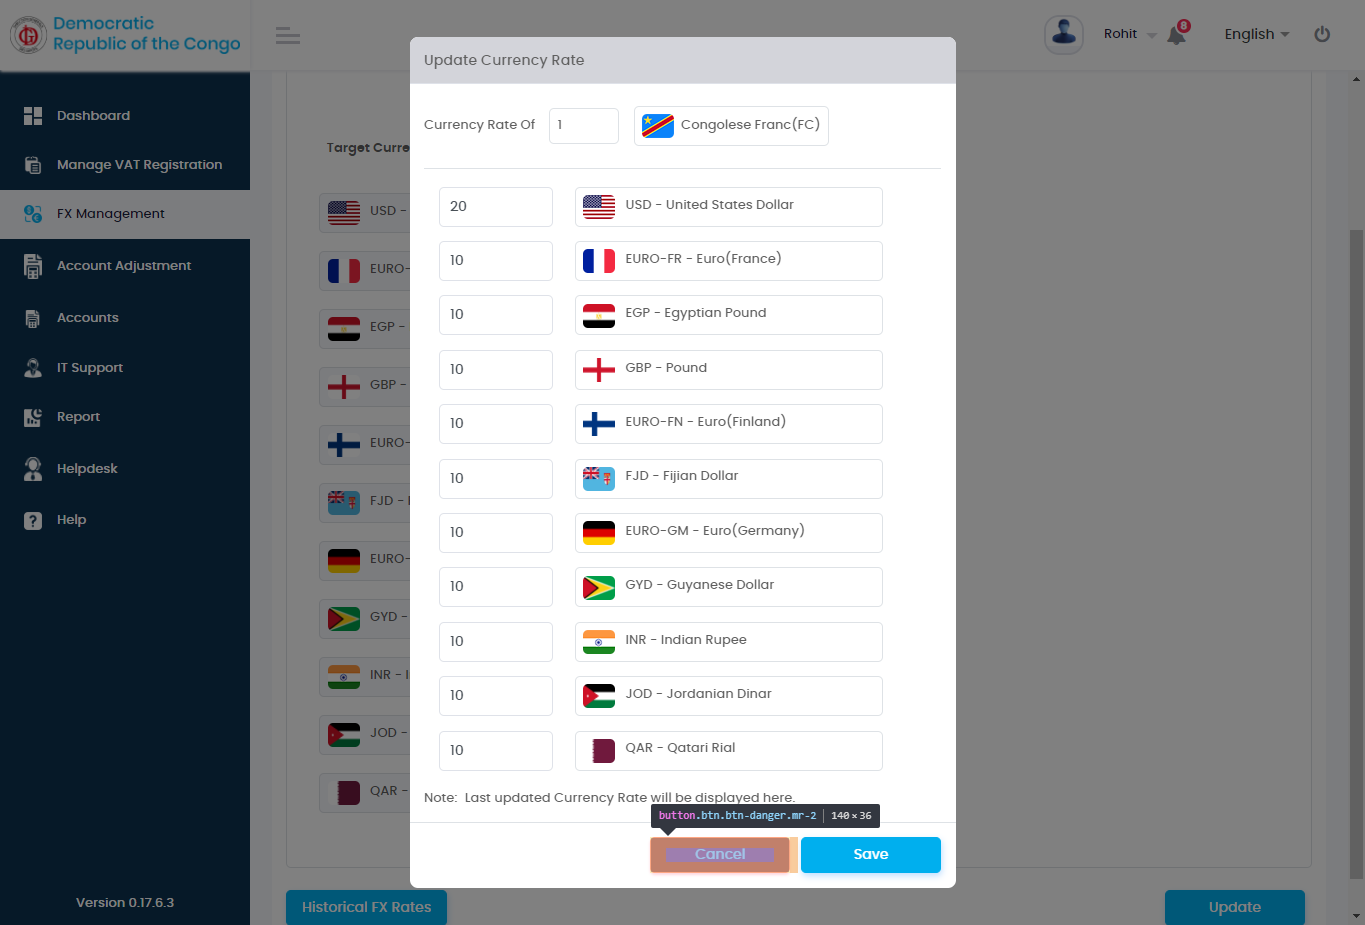 Democratic
Republic of the Congo
Rohit
8
English
Dashboard
Manage VAT Registration
FX Management
Account Adjustment
Accounts
IT Support
Report
Helpdesk
Help
Version 0.17.6.3
Target Curre
USD -
EURO-
EGP -
GBP -
EURO-
FJD -
EURO-
GYD -
INR - I
JOD -
QAR -
Historical FX Rates
Update
Update Currency Rate
Currency Rate Of 1 Congolese Franc(FC)
20 USD - United States Dollar
10 EURO-FR - Euro(France)
10 EGP - Egyptian Pound
10 GBP - Pound
10 EURO-FN - Euro(Finland)
10 FJD - Fijian Dollar
10 EURO-GM - Euro(Germany)
10 GYD - Guyanese Dollar
10 INR - Indian Rupee
10 JOD - Jordanian Dinar
10 QAR - Qatari Rial
Note: Last updated Currency Rate will be displayed here.
button.btn.btn-danger.mr-2 | 140×36
Cancel
Save